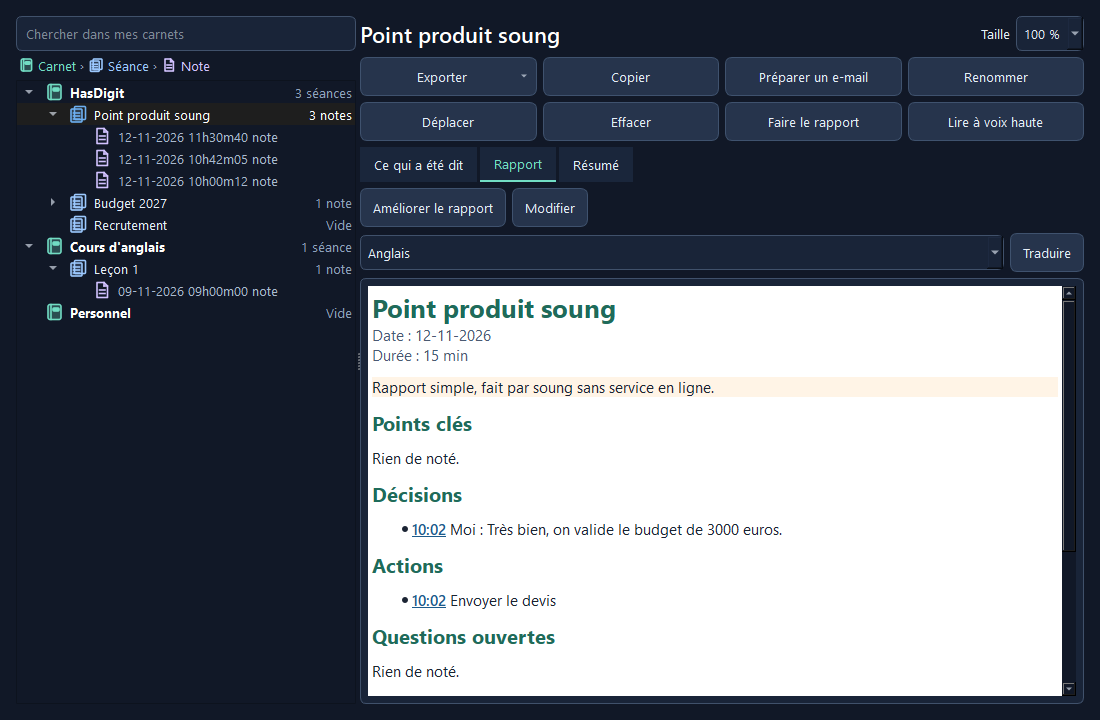 Chercher dans mes carnets
Carnet › Séance › Note
HasDigit 3 séances
Point produit soung 3 notes
12-11-2026 11h30m40 note
12-11-2026 10h42m05 note
12-11-2026 10h00m12 note
Budget 2027 1 note
Recrutement Vide
Cours d'anglais 1 séance
Leçon 1 1 note
09-11-2026 09h00m00 note
Personnel Vide
Point produit soung
Taille 100 %
Exporter Copier Préparer un e-mail Renommer
Déplacer Effacer Faire le rapport Lire à voix haute
Ce qui a été dit Rapport Résumé
Améliorer le rapport Modifier
Anglais Traduire
Point produit soung
Date : 12-11-2026
Durée : 15 min
Rapport simple, fait par soung sans service en ligne.
Points clés
Rien de noté.
Décisions
• 10:02 Moi : Très bien, on valide le budget de 3000 euros.
Actions
• 10:02 Envoyer le devis
Questions ouvertes
Rien de noté.